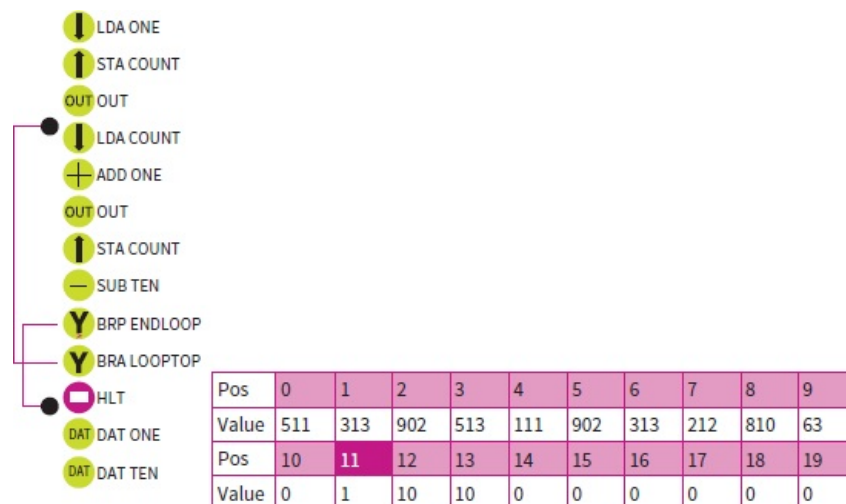 LDA ONE
STA COUNT
OUT OUT
LDA COUNT
ADD ONE
OUT OUT
STA COUNT
SUB TEN
Y BRP ENDLOOP
Y BRA LOOPTOP
HLT
DAT DAT ONE
DAT DAT TEN
Pos 0 1 2 3 4 5 6 7 8 9
Value 511 313 902 513 111 902 313 212 810 63
Pos 10 11 12 13 14 15 16 17 18 19
Value 0 1 10 10 0 0 0 0 0 0